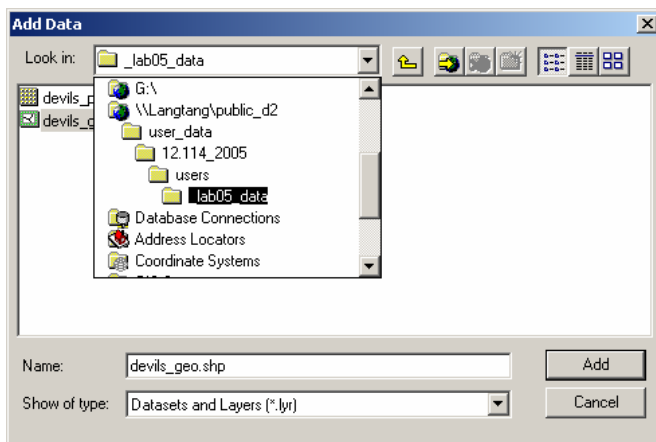 Add Data
Look in: _lab05_data
devils_p
devils_g
G:\
\\Langtang\public_d2
user_data
12.114_2005
users
_lab05_data
Database Connections
Address Locators
Coordinate Systems
Name: devils_geo.shp
Add
Show of type: Datasets and Layers (*.lyr)
Cancel